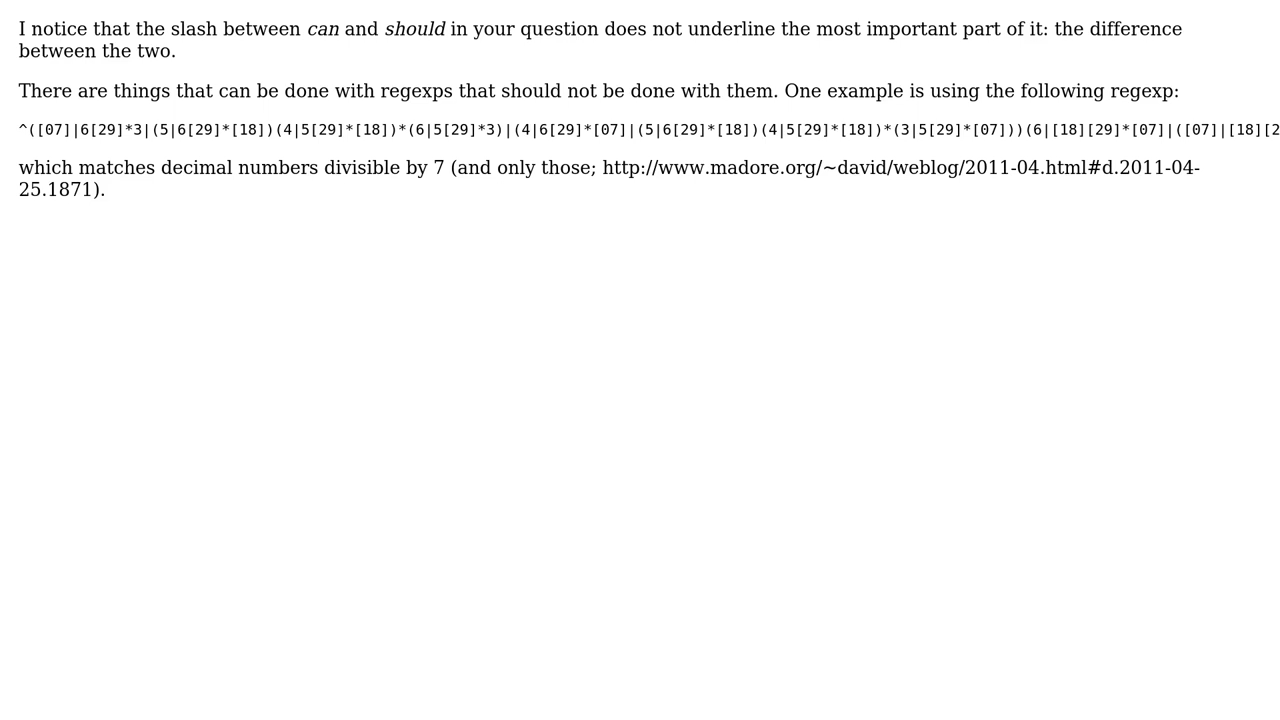 I notice that the slash between can and should in your question does not underline the most important part of it: the difference
between the two.
There are things that can be done with regexps that should not be done with them. One example is using the following regexp:
^([07]|6[29]*3|(5|6[29]*[18])(4|5[29]*[18])*(6|5[29]*3)|(4|6[29]*[07]|(5|6[29]*[18])(4|5[29]*[18])*(3|5[29]*[07]))(6|[18][29]*[07]|([07]|[18][2
which matches decimal numbers divisible by 7 (and only those; http://www.madore.org/~david/weblog/2011-04.html#d.2011-04-
25.1871).